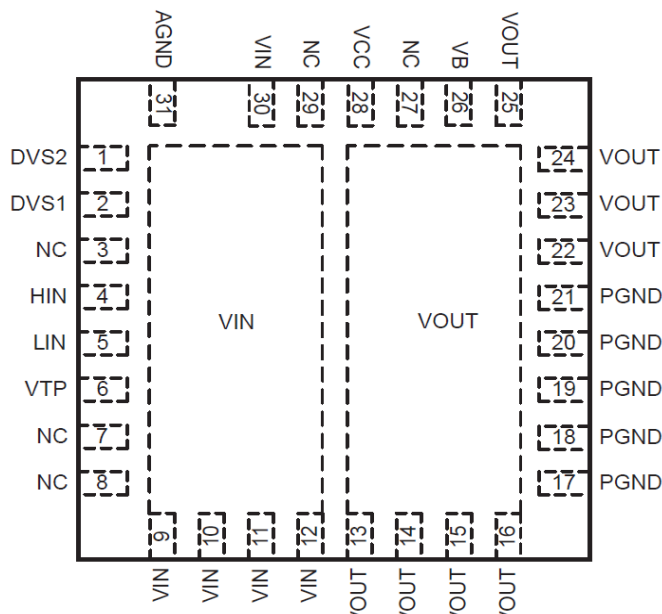 AGND VIN NC VCC NC VB VOUT
31 30 29 28 27 26 25
DVS2 1 24 VOUT
DVS1 2 23 VOUT
NC 3 22 VOUT
HIN 4 21 PGND
VIN VOUT
LIN 5 20 PGND
VTP 6 19 PGND
NC 7 18 PGND
NC 8 17 PGND
9 10 11 12 13 14 15 16
VIN VIN VIN VIN VOUT VOUT VOUT VOUT